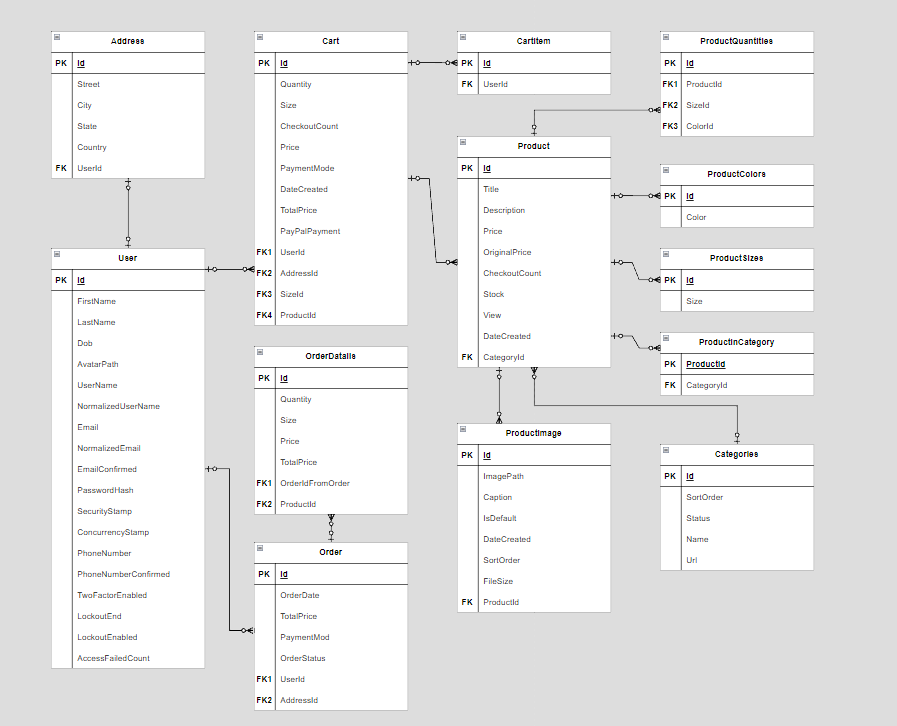 Address
PK Id
Street
City
State
Country
FK UserId
User
PK Id
FirstName
LastName
Dob
AvatarPath
UserName
NormalizedUserName
Email
NormalizedEmail
EmailConfirmed
PasswordHash
SecurityStamp
ConcurrencyStamp
PhoneNumber
PhoneNumberConfirmed
TwoFactorEnabled
LockoutEnd
LockoutEnabled
AccessFailedCount
Cart
PK Id
Quantity
Size
CheckoutCount
Price
PaymentMode
DateCreated
TotalPrice
PayPalPayment
FK1 UserId
FK2 AddressId
FK3 SizeId
FK4 ProductId
OrderDatails
PK Id
Quantity
Size
Price
TotalPrice
FK1 OrderIdFromOrder
FK2 ProductId
Order
PK Id
OrderDate
TotalPrice
PaymentMod
OrderStatus
FK1 UserId
FK2 AddressId
CartItem
PK Id
FK UserId
Product
PK Id
Title
Description
Price
OriginalPrice
CheckoutCount
Stock
View
DateCreated
FK CategoryId
ProductImage
PK Id
ImagePath
Caption
IsDefault
DateCreated
SortOrder
FileSize
FK ProductId
ProductQuantities
PK Id
FK1 ProductId
FK2 SizeId
FK3 ColorId
ProductColors
PK Id
Color
ProductSizes
PK Id
Size
ProductInCategory
PK ProductId
FK CategoryId
Categories
PK Id
SortOrder
Status
Name
Url